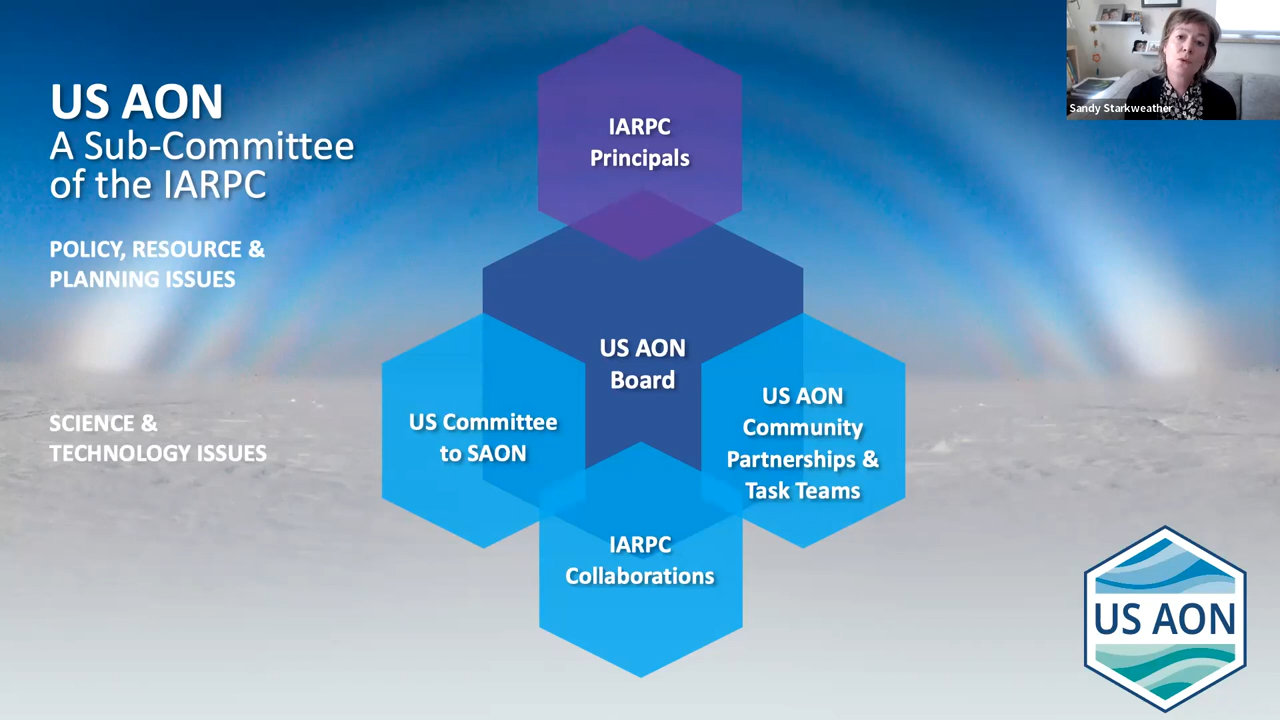 US AON
A Sub-Committee
of the IARPC
POLICY, RESOURCE &
PLANNING ISSUES
SCIENCE &
TECHNOLOGY ISSUES
IARPC
Principals
US AON
Board
US Committee
to SAON
US AON
Community
Partnerships &
Task Teams
IARPC
Collaborations
Sandy Starkweather
US AON